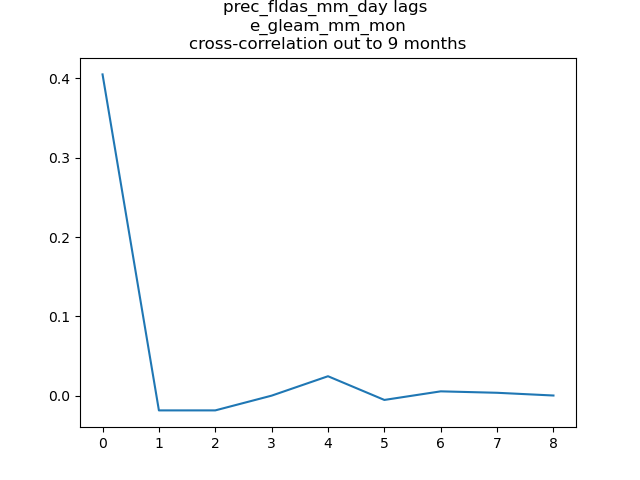 prec_fldas_mm_day lags
e_gleam_mm_mon
cross-correlation out to 9 months
0.4
0.3
0.2
0.1
0.0
0 1 2 3 4 5 6 7 8